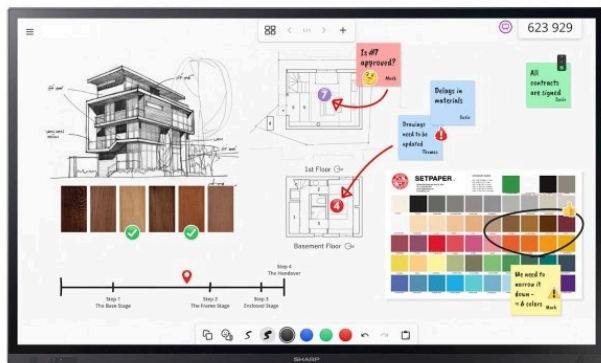 623 929
Is #7
approved?
Mark
7
Delays in
materials
All
contracts
are signed
Drawings
need to be
updated
Thomas
1st Floor
4
Basement Floor
SETPAPER
We need to
narrow it
down -
≈ 6 colors
Mark
Step 4
The Handover
Step 1
The Base Stage
Step 2
The Frame Stage
Step 3
Enclosed Stage
SHARP